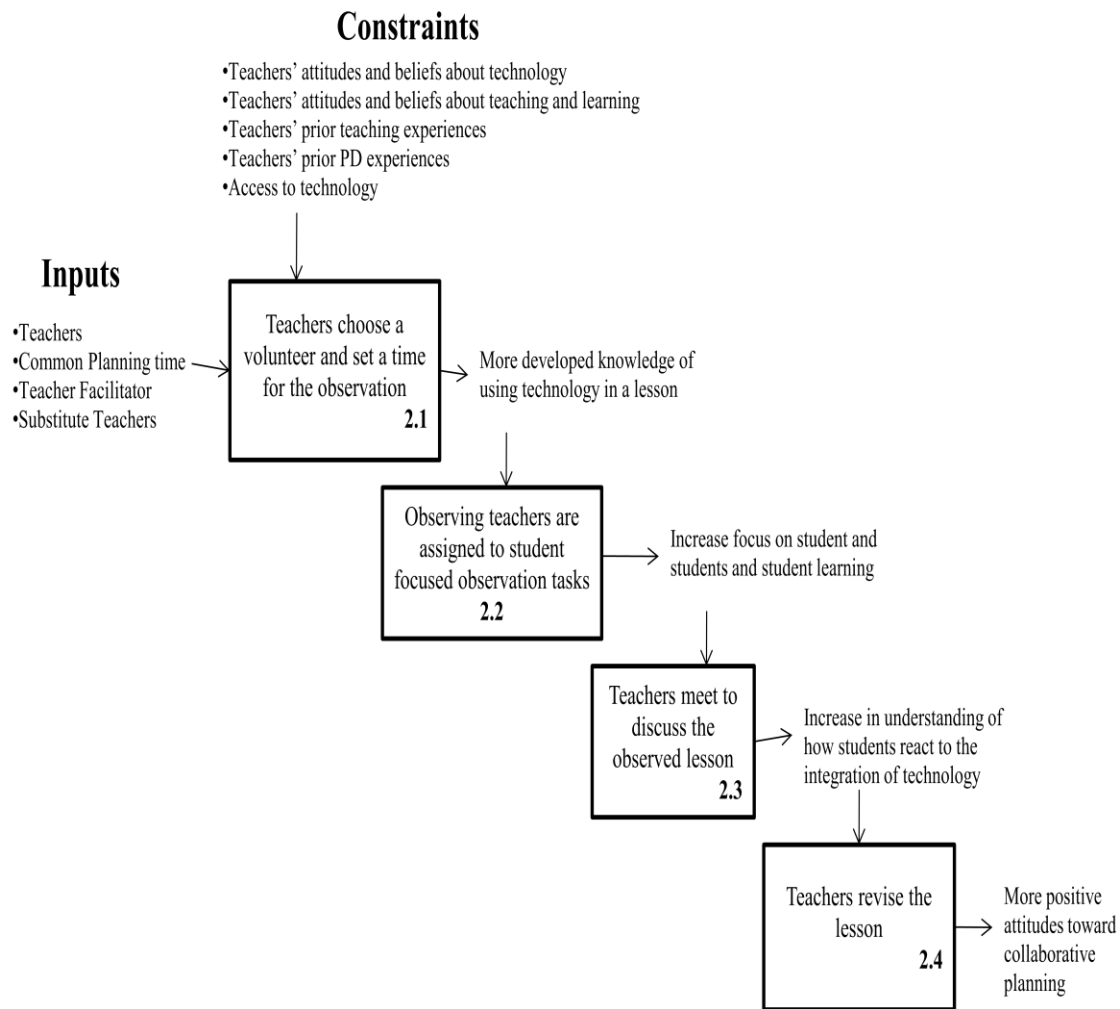 Constraints
•Teachers’ attitudes and beliefs about technology
•Teachers’ attitudes and beliefs about teaching and learning
•Teachers’ prior teaching experiences
•Teachers’ prior PD experiences
•Access to technology
Inputs
•Teachers
•Common Planning time
•Teacher Facilitator
•Substitute Teachers
Teachers choose a
volunteer and set a time
for the observation
2.1
More developed knowledge of
using technology in a lesson
Observing teachers are
assigned to student
focused observation tasks
2.2
Increase focus on student and
students and student learning
Teachers meet to
discuss the
observed lesson
2.3
Increase in understanding of
how students react to the
integration of technology
Teachers revise the
lesson
2.4
More positive
attitudes toward
collaborative
planning